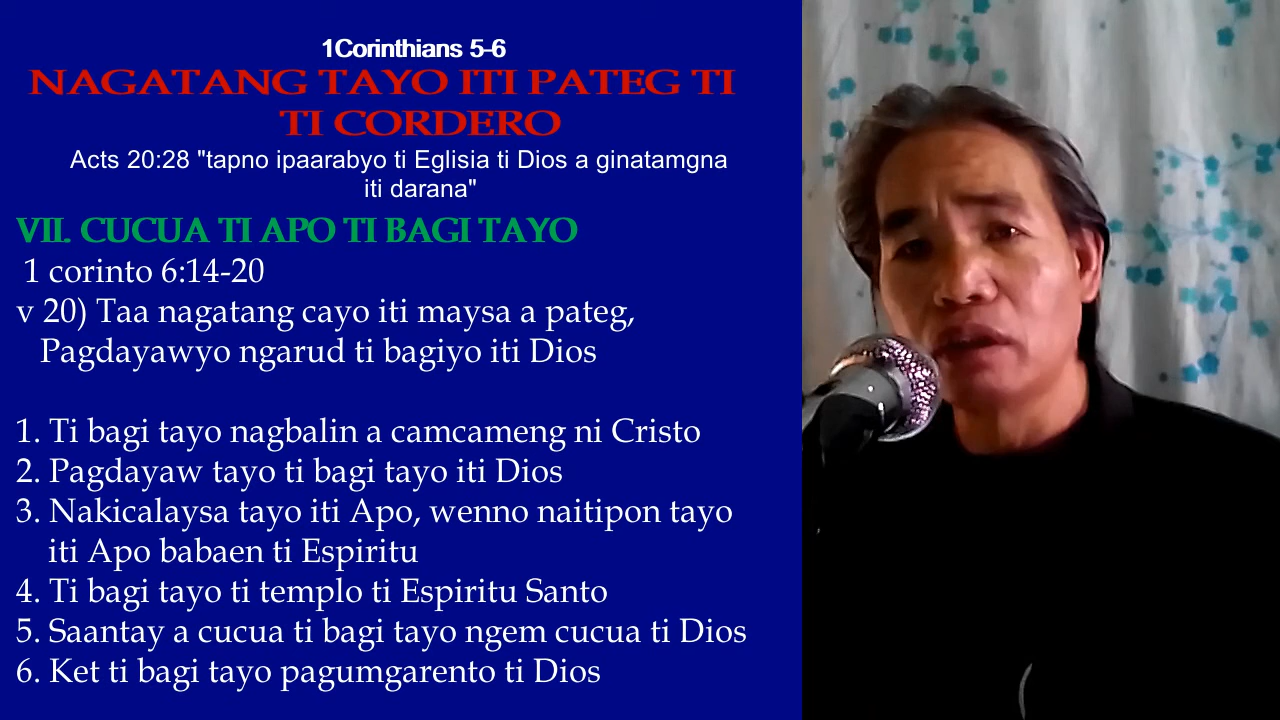 1Corinthians 5-6
NAGATANG TAYO ITI PATEG TI
TI CORDERO
Acts 20:28 "tapno ipaarabyo ti Eglisia ti Dios a ginatamgna
iti darana"
VII. CUCUA TI APO TI BAGI TAYO
1 corinto 6:14-20
v 20) Taa nagatang cayo iti maysa a pateg,
Pagdayawyo ngarud ti bagiyo iti Dios
1. Ti bagi tayo nagbalin a camcameng ni Cristo
2. Pagdayaw tayo ti bagi tayo iti Dios
3. Nakicalaysa tayo iti Apo, wenno naitipon tayo
iti Apo babaen ti Espiritu
4. Ti bagi tayo ti templo ti Espiritu Santo
5. Saantay a cucua ti bagi tayo ngem cucua ti Dios
6. Ket ti bagi tayo pagumgarento ti Dios